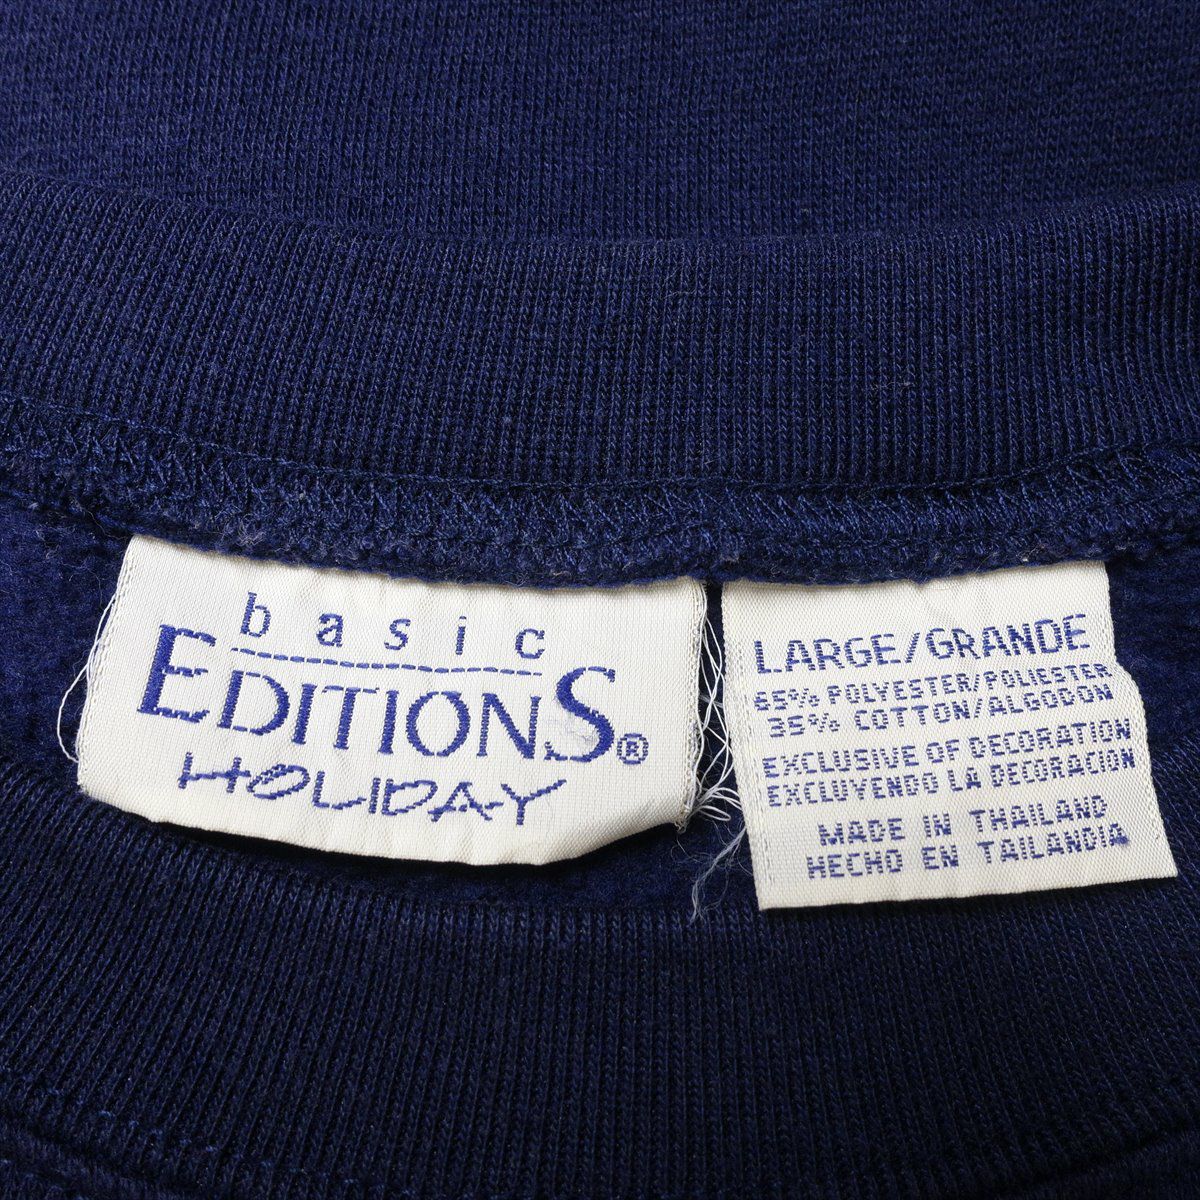 basic
EDITIONS®
HOLIDAY
LARGE/GRANDE
65% POLYESTER/POLIESTER
35% COTTON/ALGODON
EXCLUSIVE OF DECORATION
EXCLUYENDO LA DECORACION
MADE IN THAILAND
HECHO EN TAILANDIA